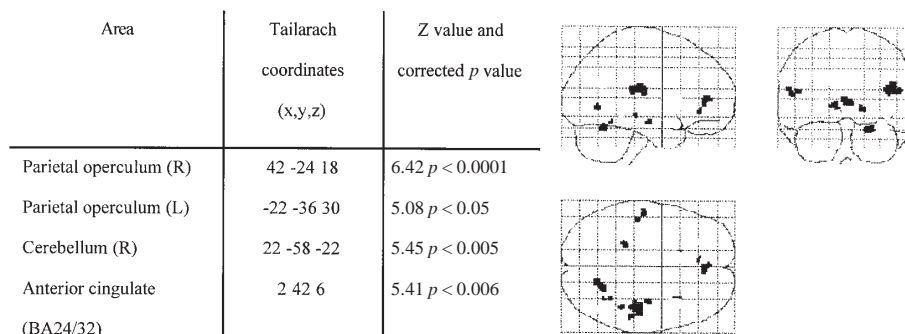 Area Tailarach Z value and
coordinates corrected p value
(x,y,z)
Parietal operculum (R) 42 -24 18 6.42 p < 0.0001
Parietal operculum (L) -22 -36 30 5.08 p < 0.05
Cerebellum (R) 22 -58 -22 5.45 p < 0.005
Anterior cingulate 2 42 6 5.41 p < 0.006
(BA24/32)